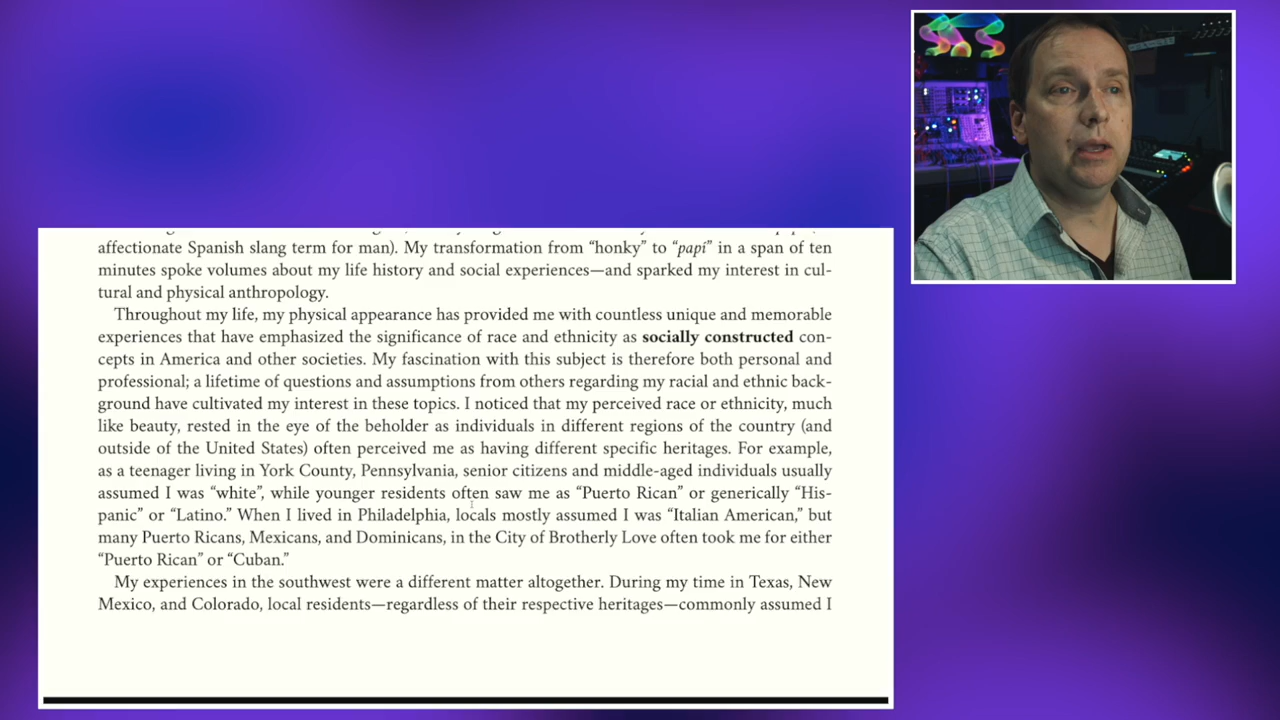 affectionate Spanish slang term for man). My transformation from “honky” to “papi” in a span of ten
minutes spoke volumes about my life history and social experiences—and sparked my interest in cul-
tural and physical anthropology.
Throughout my life, my physical appearance has provided me with countless unique and memorable
experiences that have emphasized the significance of race and ethnicity as socially constructed con-
cepts in America and other societies. My fascination with this subject is therefore both personal and
professional; a lifetime of questions and assumptions from others regarding my racial and ethnic back-
ground have cultivated my interest in these topics. I noticed that my perceived race or ethnicity, much
like beauty, rested in the eye of the beholder as individuals in different regions of the country (and
outside of the United States) often perceived me as having different specific heritages. For example,
as a teenager living in York County, Pennsylvania, senior citizens and middle-aged individuals usually
assumed I was “white”, while younger residents often saw me as “Puerto Rican” or generically “His-
panic” or “Latino.” When I lived in Philadelphia, locals mostly assumed I was “Italian American,” but
many Puerto Ricans, Mexicans, and Dominicans, in the City of Brotherly Love often took me for either
“Puerto Rican” or “Cuban.”
My experiences in the southwest were a different matter altogether. During my time in Texas, New
Mexico, and Colorado, local residents—regardless of their respective heritages—commonly assumed I